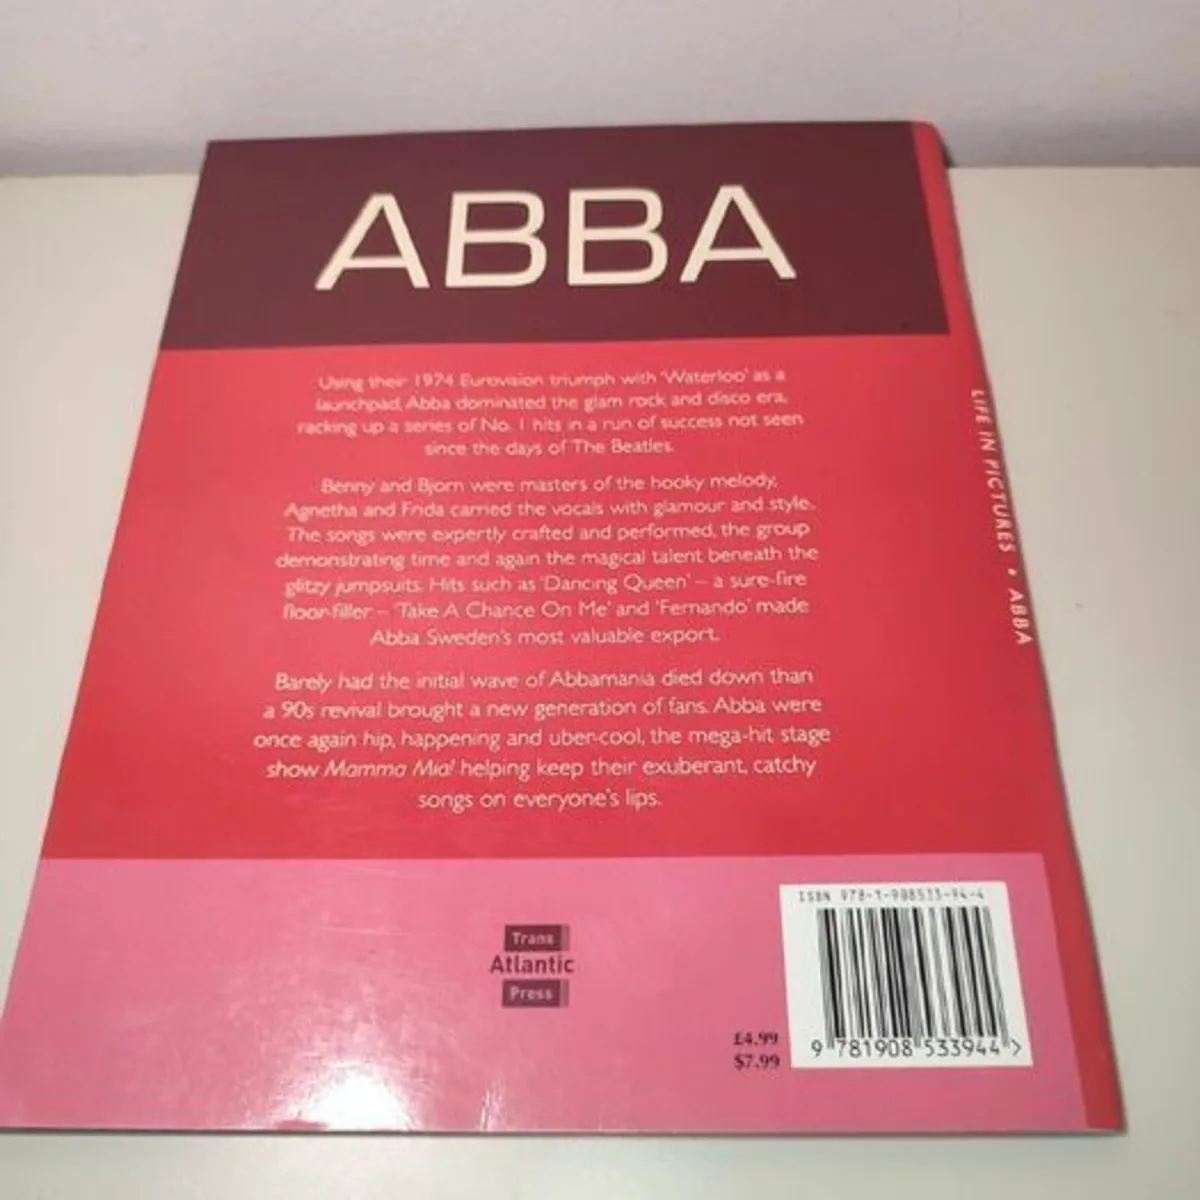 ABBA
Using their 1974 Eurovision triumph with 'Waterloo' as a
launchpad, Abba dominated the glam rock and disco era,
racking up a series of No. 1 hits in a run of success not seen
since the days of The Beatles.
Benny and Bjorn were masters of the hooky melody,
Agnetha and Frida carried the vocals with glamour and style.
The songs were expertly crafted and performed, the group
demonstrating time and again the magical talent beneath the
glitzy jumpsuits. Hits such as 'Dancing Queen' – a sure-fire
floor-filler – 'Take A Chance On Me' and 'Fernando' made
Abba Sweden's most valuable export.
Barely had the initial wave of Abbamania died down than
a 90s revival brought a new generation of fans. Abba were
once again hip, happening and uber-cool, the mega-hit stage
show Mamma Mia! helping keep their exuberant, catchy
songs on everyone's lips.
Trans
Atlantic
Press
£4.99
$7.99
ISBN 978-1-908533-94-4
9 781908 533944 >
LIFE IN PICTURES • ABBA